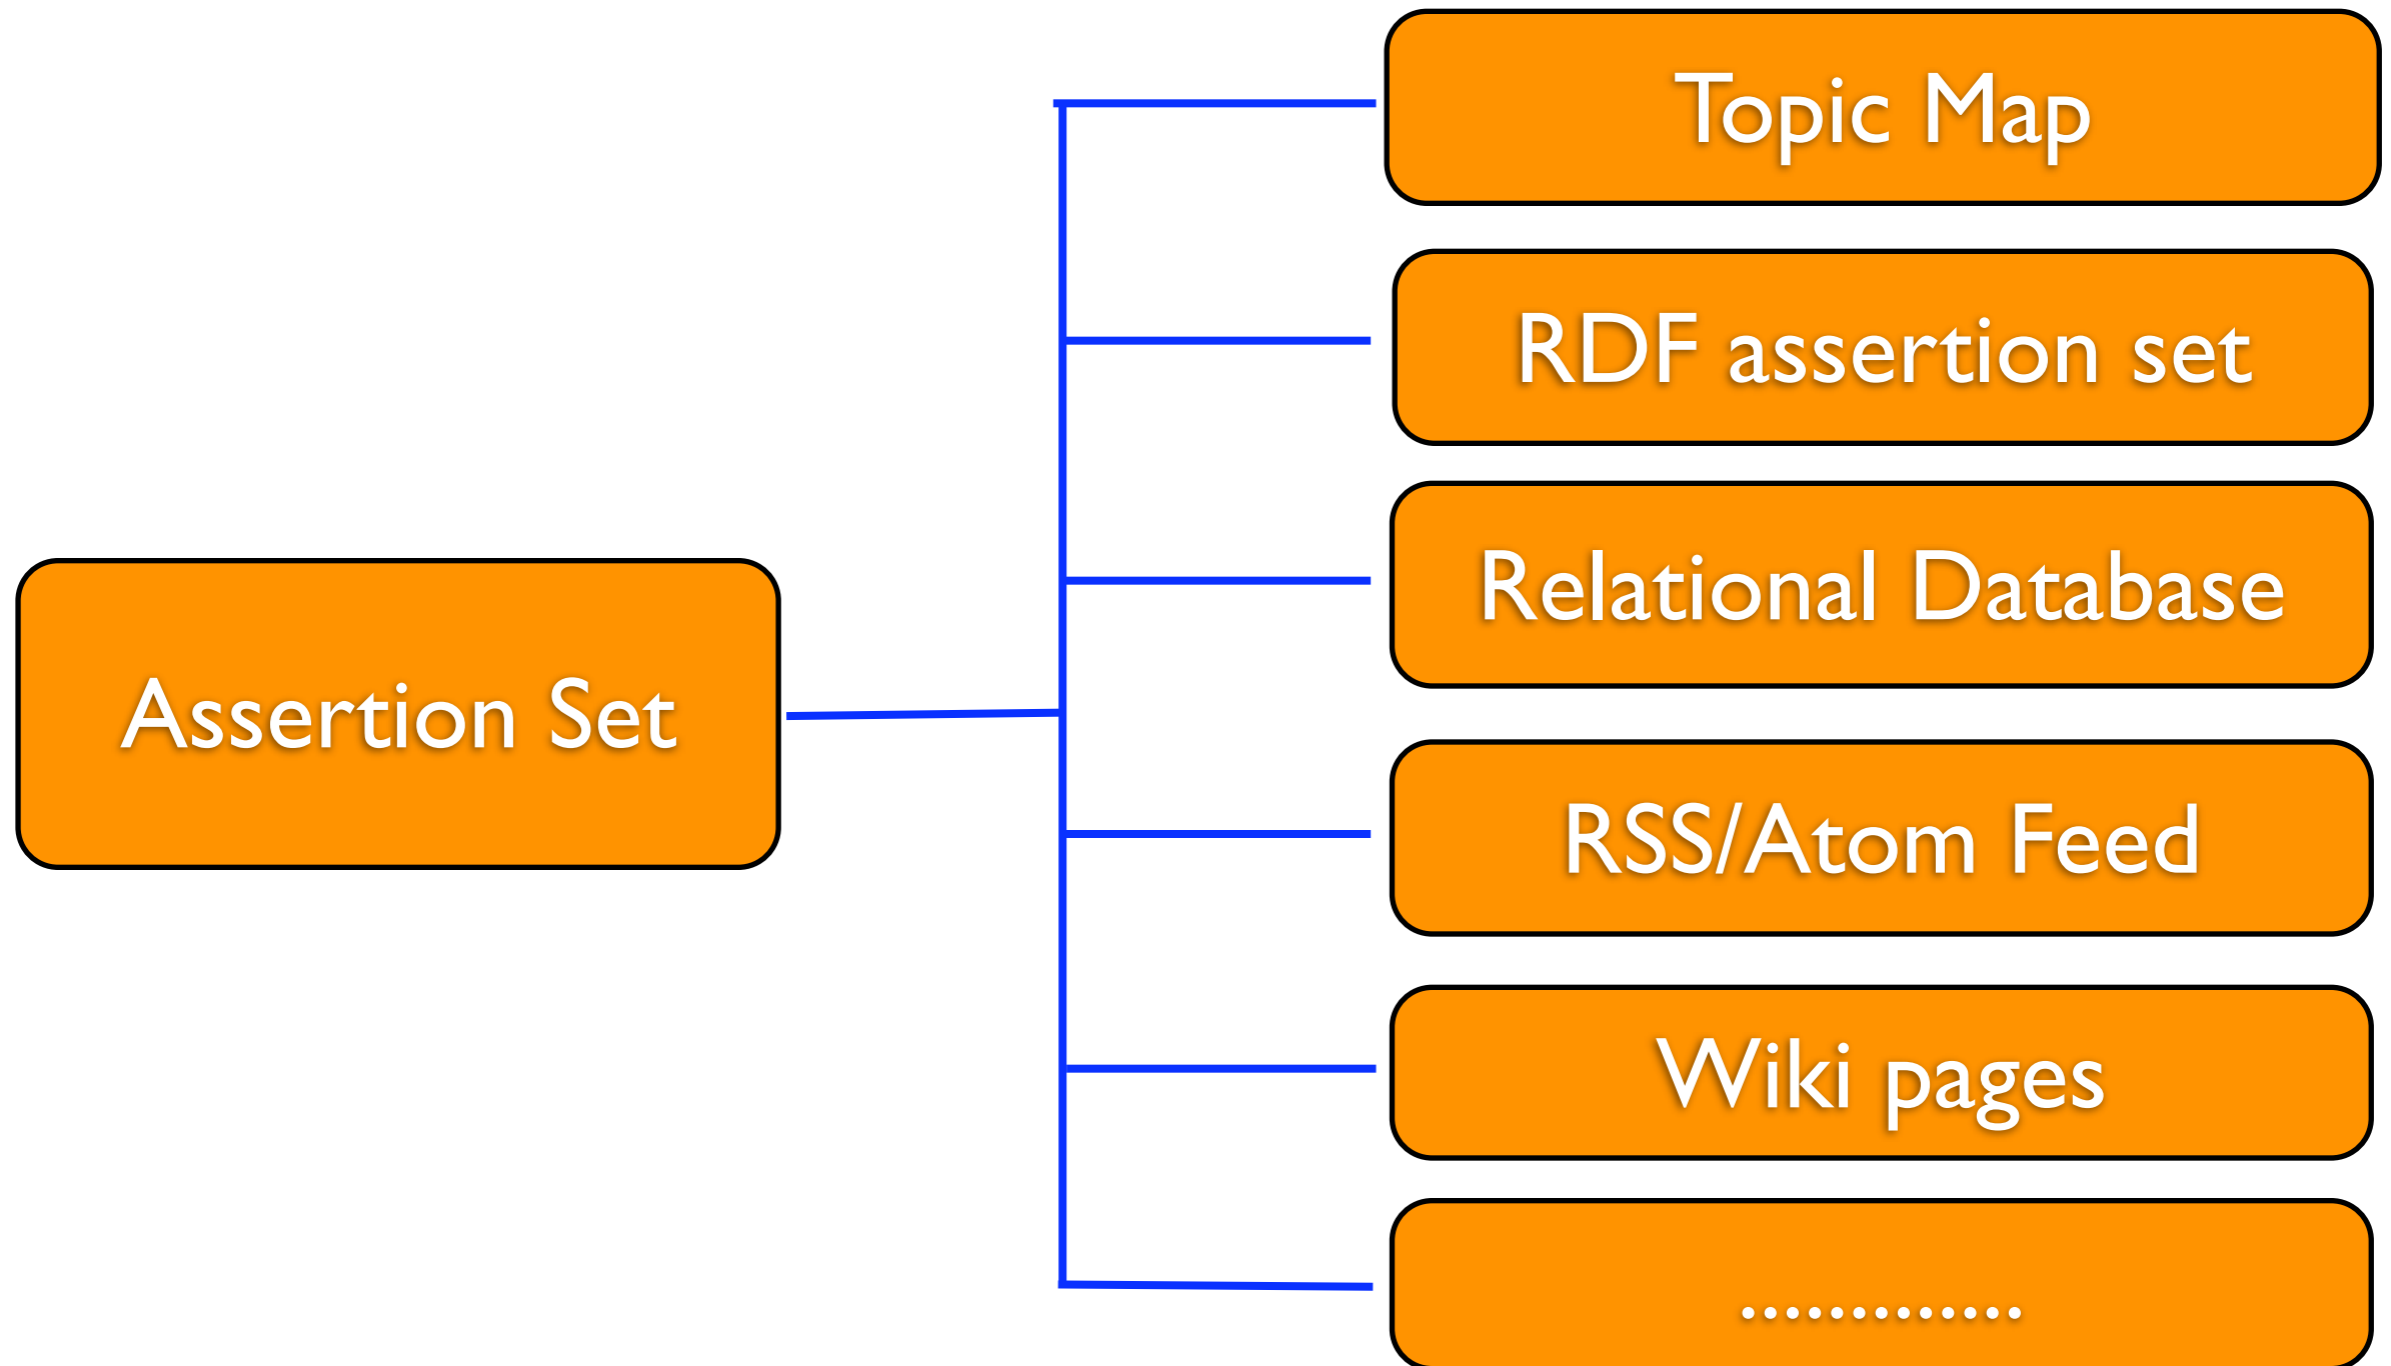 Topic Map
RDF assertion set
Relational Database
Assertion Set
RSS/Atom Feed
Wiki pages
.............